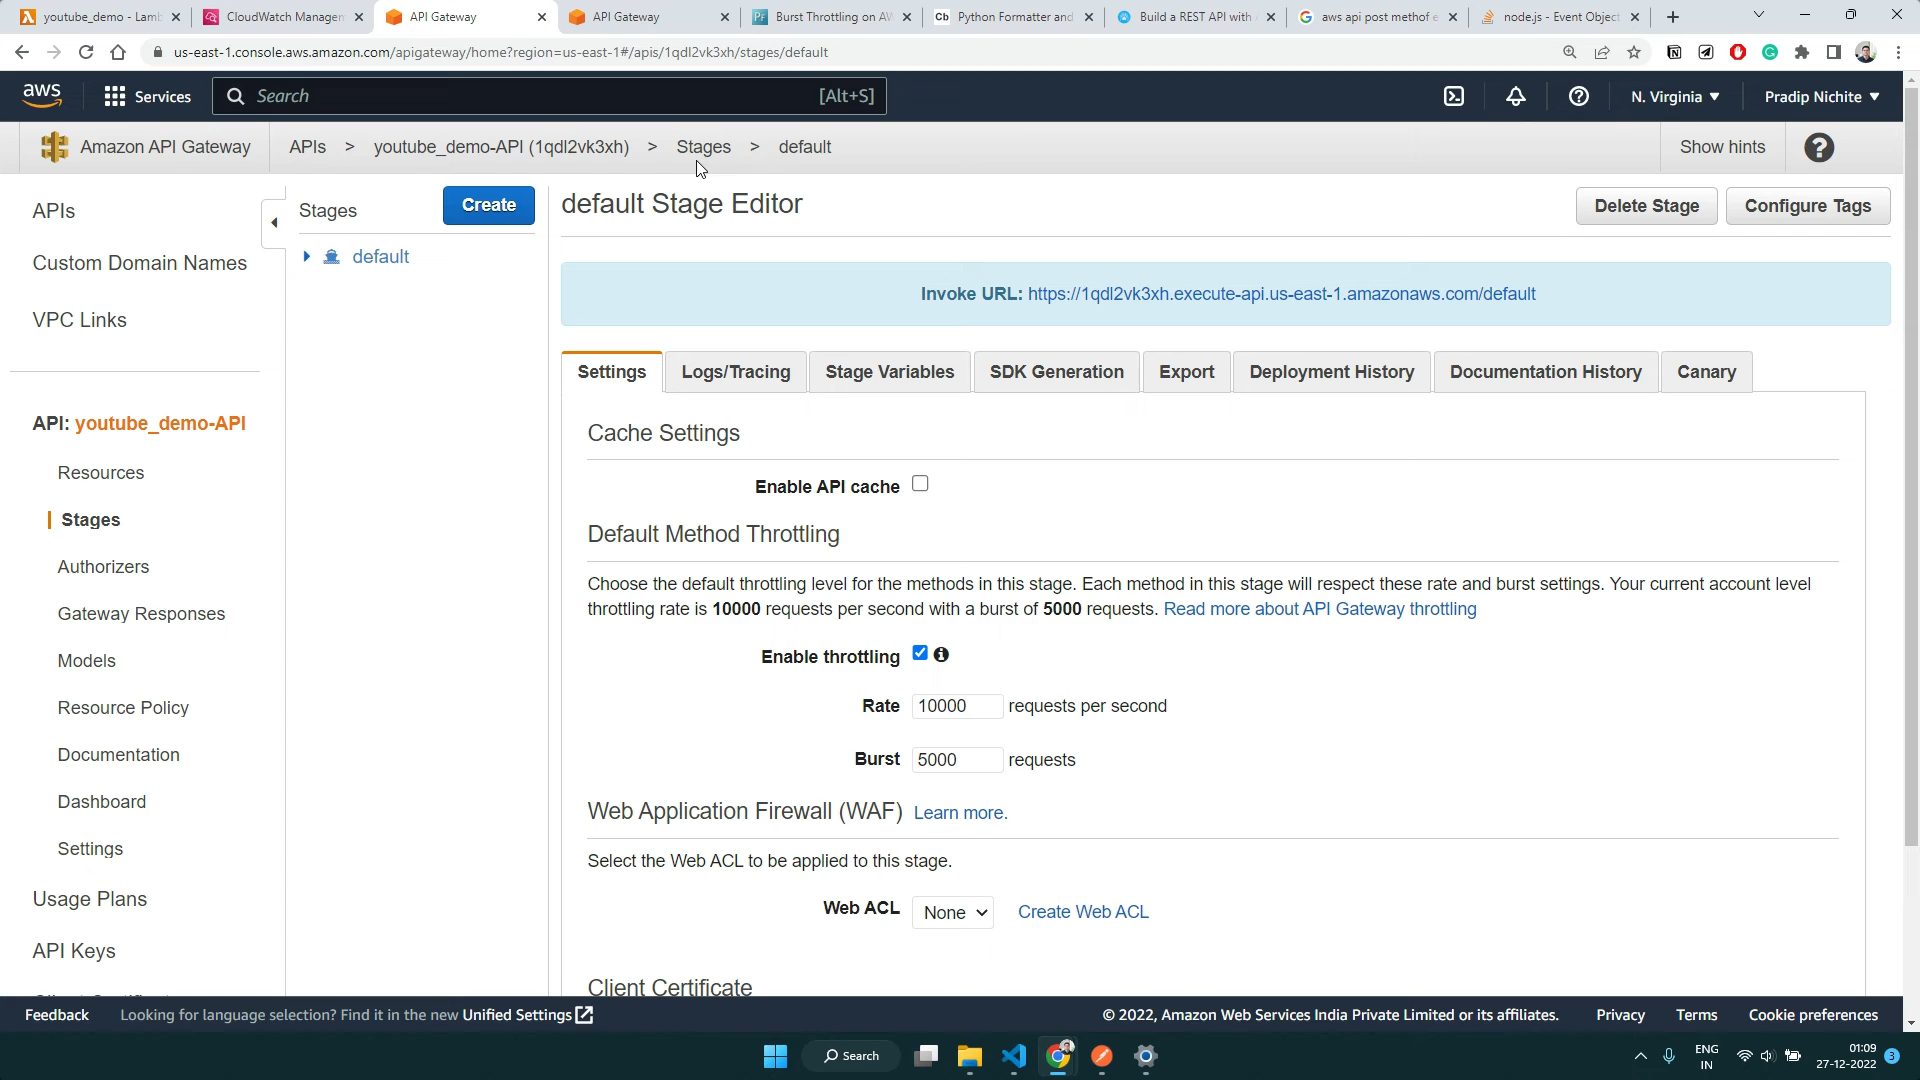 youtube_demo - Lamb
CloudWatch Managem
API Gateway
API Gateway
Burst Throttling on AW
Python Formatter and
Build a REST API with
aws api post methof e
node.js - Event Object
us-east-1.console.aws.amazon.com/apigateway/home?region=us-east-1#/apis/1qdl2vk3xh/stages/default
aws
Services
Search
[Alt+S]
N. Virginia
Pradip Nichite
Amazon API Gateway
APIs > youtube_demo-API (1qdl2vk3xh) > Stages > default
Show hints
APIs
Custom Domain Names
VPC Links
API: youtube_demo-API
Resources
Stages
Authorizers
Gateway Responses
Models
Resource Policy
Documentation
Dashboard
Settings
Usage Plans
API Keys
Stages
Create
default
default Stage Editor
Delete Stage
Configure Tags
Invoke URL: https://1qdl2vk3xh.execute-api.us-east-1.amazonaws.com/default
Settings
Logs/Tracing
Stage Variables
SDK Generation
Export
Deployment History
Documentation History
Canary
Cache Settings
Enable API cache
Default Method Throttling
Choose the default throttling level for the methods in this stage. Each method in this stage will respect these rate and burst settings. Your current account level
throttling rate is 10000 requests per second with a burst of 5000 requests. Read more about API Gateway throttling
Enable throttling
Rate 10000 requests per second
Burst 5000 requests
Web Application Firewall (WAF) Learn more.
Select the Web ACL to be applied to this stage.
Web ACL None Create Web ACL
Client Certificate
Feedback
Looking for language selection? Find it in the new Unified Settings
© 2022, Amazon Web Services India Private Limited or its affiliates.
Privacy
Terms
Cookie preferences
Search
ENG
IN
01:09
27-12-2022
3